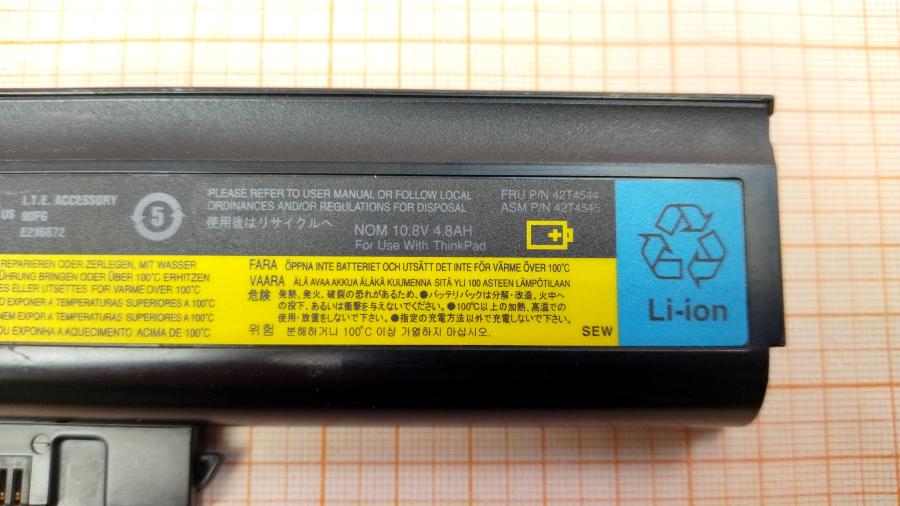 I.T.E. ACCESSORY
US 90FG
E296872
5
PLEASE REFER TO USER MANUAL OR FOLLOW LOCAL
ORDINANCES AND/OR REGULATIONS FOR DISPOSAL
使用後はリサイクルへ
NOM 10.8V 4.8AH
For Use With ThinkPad
FRU P/N 42T4544
ASM P/N 42T4545
REPARIEREN ODER ZERLEGEN, MIT WASSER
ÜHRUNG BRINGEN ODER ÜBER 100°C ERHITZEN
ES ELLER UTSETTES FOR VARME OVER 100°C
O EXPONER A TEMPERATURAS SUPERIORES A 100°C
NEM EXPOR A TEMPERATURAS SUPERIORES A 100°C
OU EXPONHA A AQUECIMENTO ACIMA DE 100°C
FARA ÖPPNA INTE BATTERIET OCH UTSÄTT DET INTE FÖR VÄRME ÖVER 100°C
VAARA ÄLÄ AVAA AKKUA ÄLÄKÄ KUUMENNA SITÄ YLI 100 ASTEEN LÄMPÖTILAAN
危険 発熱、発火、破裂の恐れがあるため、●バッテリパックは分解・改造、火中へ
の投下、あるいは衝撃を与えないでください。●100°C以上の加熱、高温での
使用・放置をしないで下さい。●指定の充電方法以外で充電しないで下さい。
위험 분해하거나 100°C 이상 가열하지 마십시오.
SEW
Li-ion